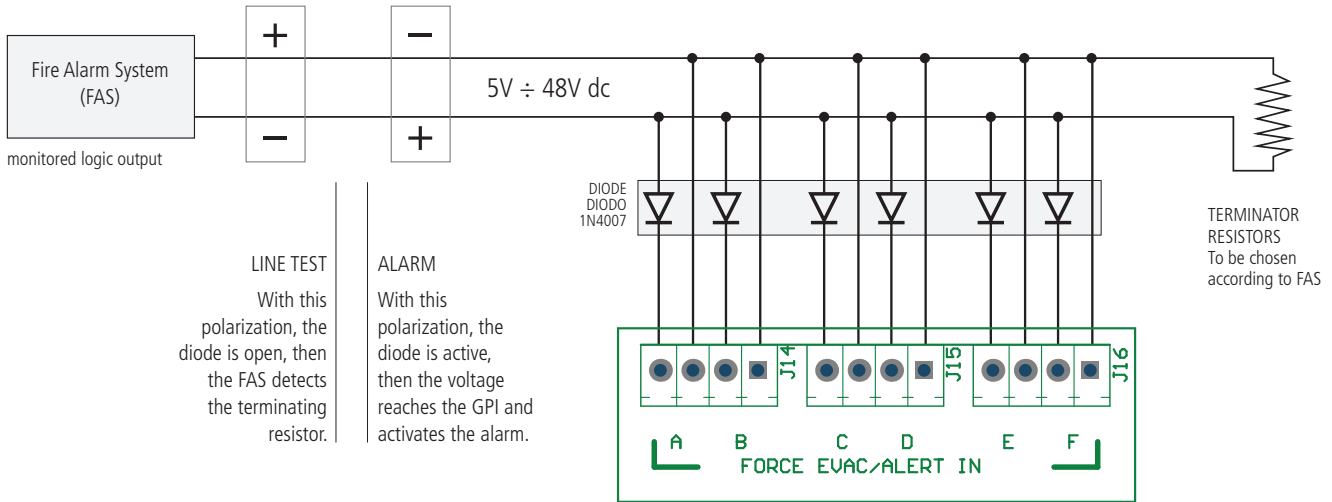 Fire Alarm System
(FAS)
monitored logic output
+
−
−
+
5V ÷ 48V dc
LINE TEST
With this
polarization, the
diode is open, then
the FAS detects
the terminating
resistor.
ALARM
With this
polarization, the
diode is active,
then the voltage
reaches the GPI and
activates the alarm.
DIODE
DIODO
1N4007
TERMINATOR
RESISTORS
To be chosen
according to FAS
J14
J15
J16
A B C D E F
FORCE EVAC/ALERT IN